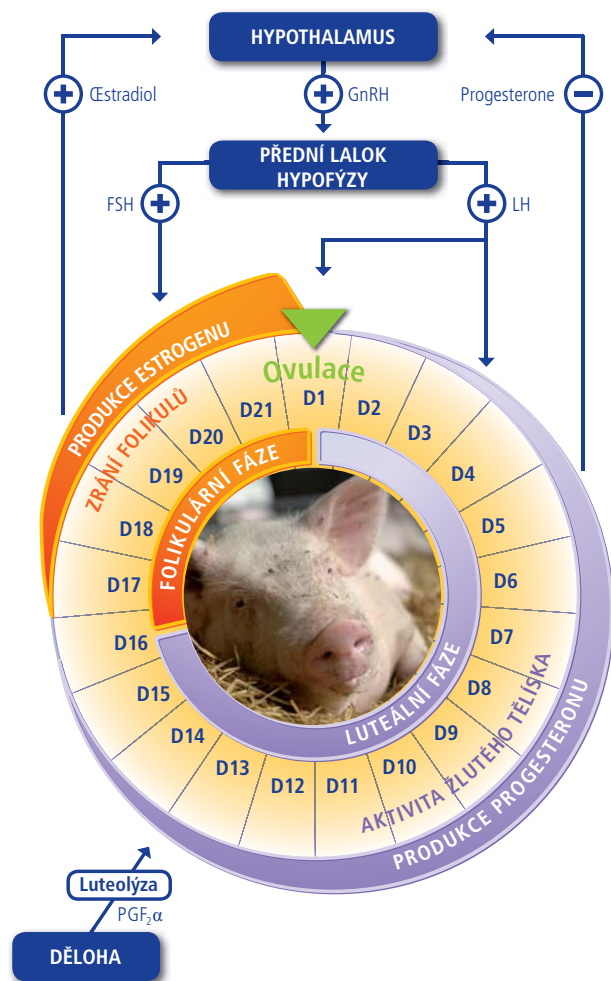 HYPOTHALAMUS
Œstradiol
GnRH
Progesterone
PŘEDNÍ LALOK
HYPOFÝZY
FSH
LH
PRODUKCE ESTROGENU
ZRÁNÍ FOLIKULŮ
FOLIKULÁRNÍ FÁZE
Ovulace
D1
D2
D3
D4
D5
D6
D7
D8
D9
D10
D11
D12
D13
D14
D15
D16
D17
D18
D19
D20
D21
LUTEÁLNÍ FÁZE
AKTIVITA ŽLUTÉHO TĚLÍSKA
PRODUKCE PROGESTERONU
Luteolýza
PGF₂α
DĚLOHA